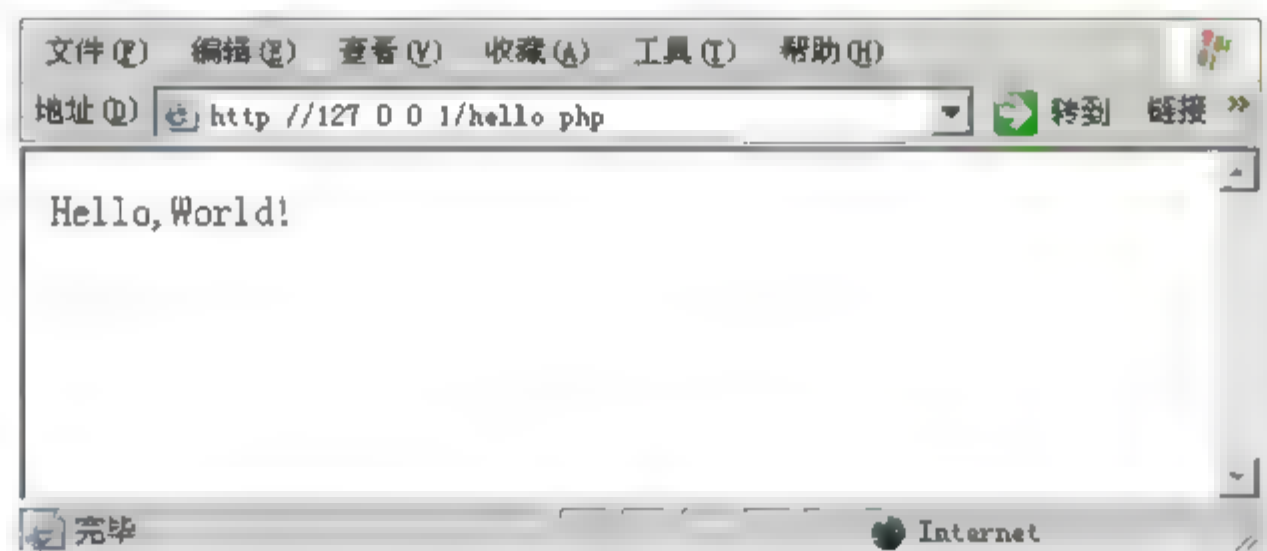 文件(F) 编辑(E) 查看(V) 收藏(A) 工具(T) 帮助(H)
地址(D) http //127 0 0 1/hello php 转到 链接 »
Hello,World!
完毕 Internet